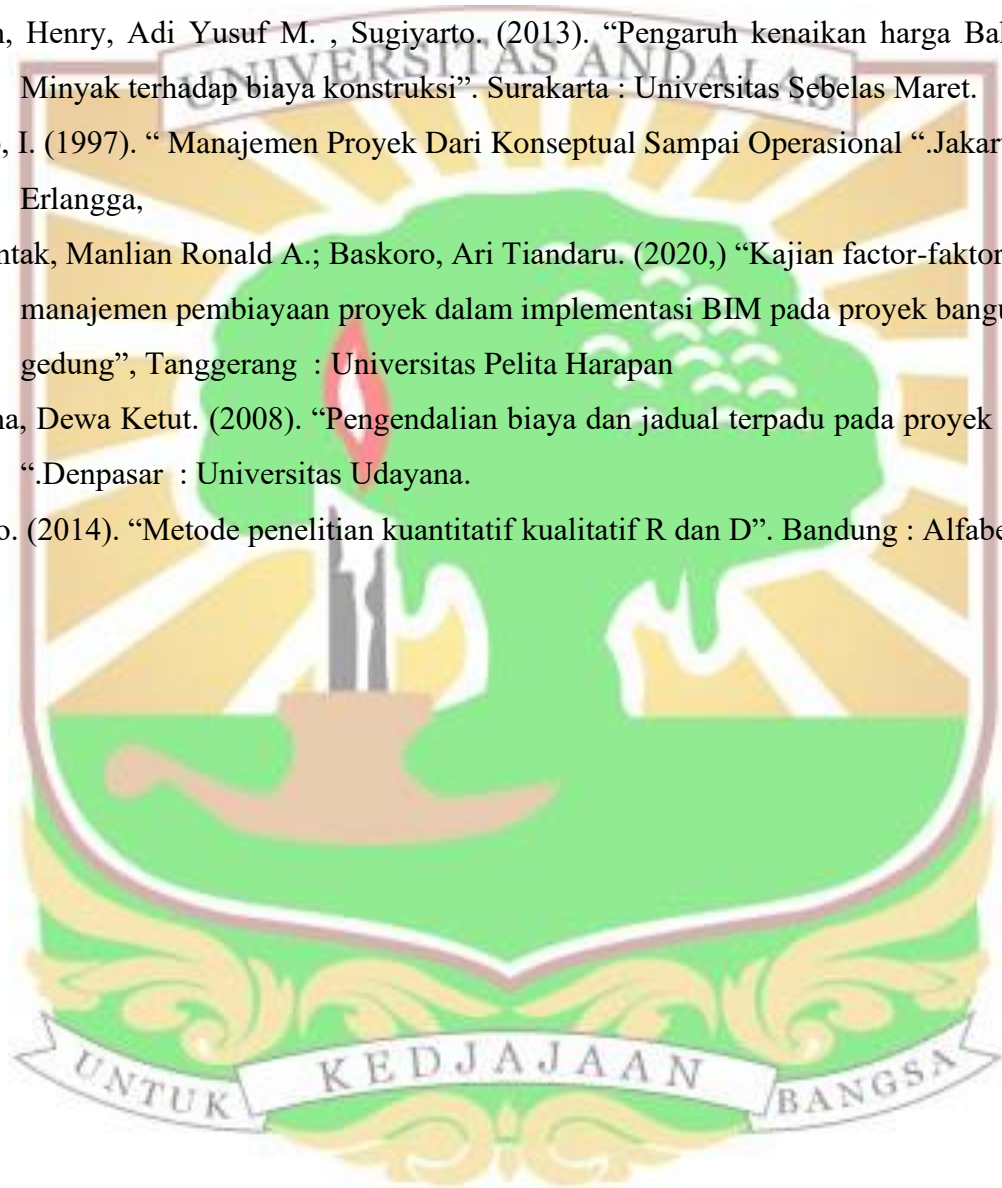 n, Henry, Adi Yusuf M. , Sugiyarto. (2013). “Pengaruh kenaikan harga Bal
Minyak terhadap biaya konstruksi”. Surakarta : Universitas Sebelas Maret.
, I. (1997). “ Manajemen Proyek Dari Konseptual Sampai Operasional “.Jakar
Erlangga,
ntak, Manlian Ronald A.; Baskoro, Ari Tiandaru. (2020,) “Kajian factor-faktor
manajemen pembiayaan proyek dalam implementasi BIM pada proyek bangu
gedung”, Tanggerang : Universitas Pelita Harapan
na, Dewa Ketut. (2008). “Pengendalian biaya dan jadual terpadu pada proyek
“.Denpasar : Universitas Udayana.
o. (2014). “Metode penelitian kuantitatif kualitatif R dan D”. Bandung : Alfabe
UNIVERSITAS ANDALAS
UNTUK KEDJAJAAN BANGSA